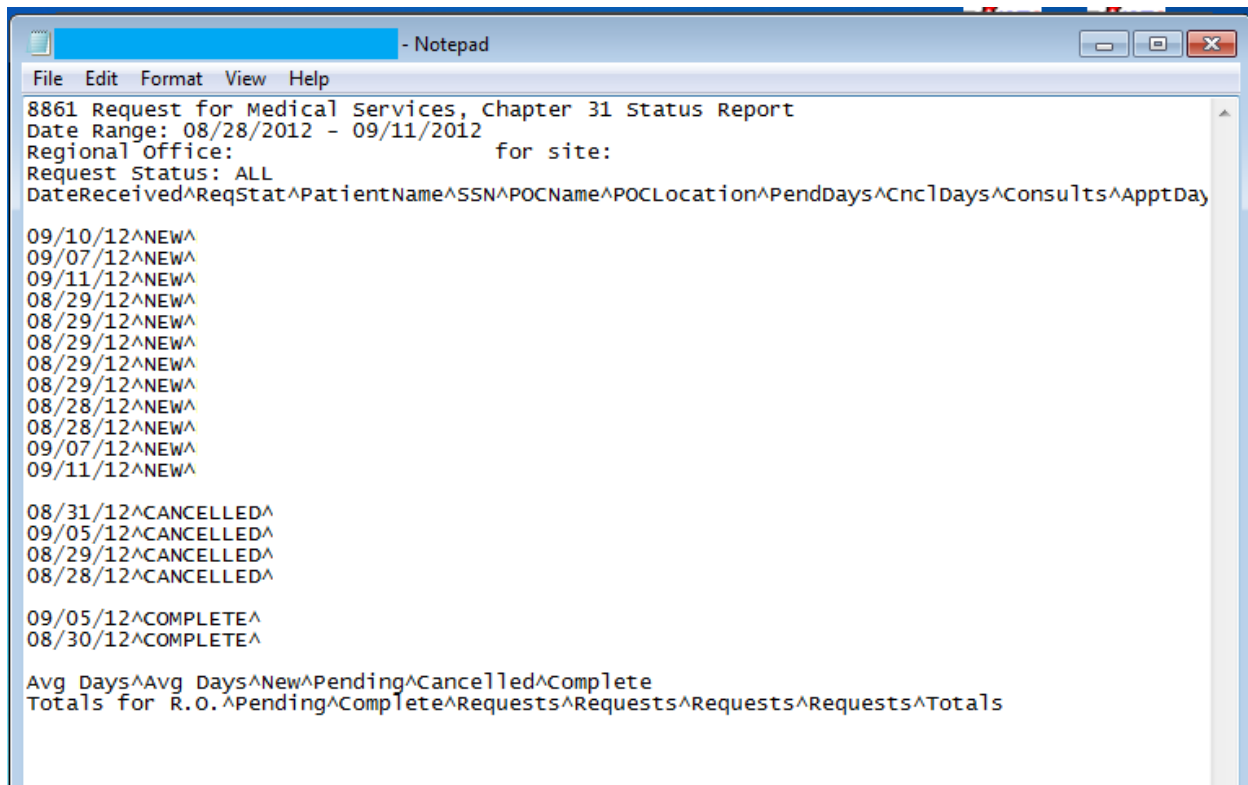 - Notepad
File Edit Format View Help
8861 Request for Medical Services, Chapter 31 Status Report
Date Range: 08/28/2012 - 09/11/2012
Regional Office: for site:
Request Status: ALL
DateReceived^ReqStat^PatientName^SSN^POCName^POCLocation^PendDays^CnclDays^Consults^ApptDay
09/10/12^NEW^
09/07/12^NEW^
09/11/12^NEW^
08/29/12^NEW^
08/29/12^NEW^
08/29/12^NEW^
08/29/12^NEW^
08/29/12^NEW^
08/28/12^NEW^
08/28/12^NEW^
09/07/12^NEW^
09/11/12^NEW^
08/31/12^CANCELLED^
09/05/12^CANCELLED^
08/29/12^CANCELLED^
08/28/12^CANCELLED^
09/05/12^COMPLETE^
08/30/12^COMPLETE^
Avg Days^Avg Days^New^Pending^Cancelled^Complete
Totals for R.O.^Pending^Complete^Requests^Requests^Requests^Requests^Totals